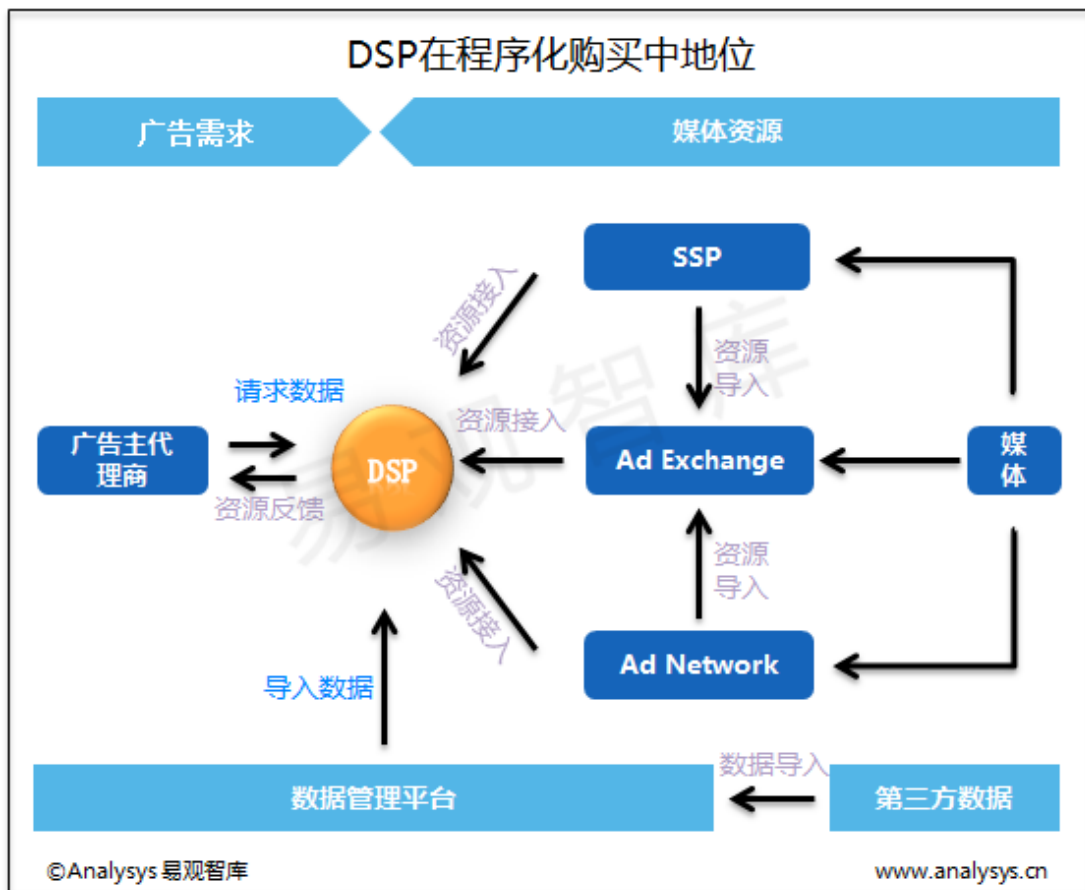 DSP在程序化购买中地位
广告需求
媒体资源
SSP
资源接入
资源
导入
请求数据
广告主代
理商
资源反馈
DSP
资源接入
Ad Exchange
媒
体
资源接入
资源
导入
Ad Network
导入数据
数据管理平台
数据导入
第三方数据
易观智库
©Analysys 易观智库
www.analysys.cn